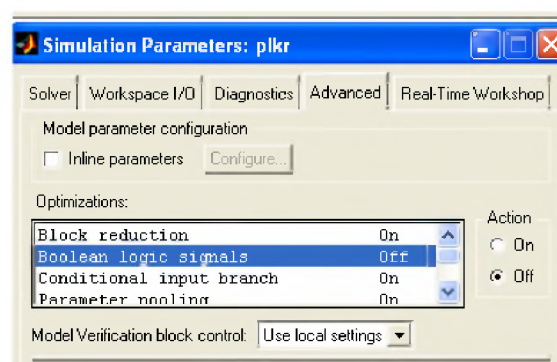 Simulation Parameters: plkr
Solver Workspace I/O Diagnostics Advanced Real-Time Workshop
Model parameter configuration
Inline parameters Configure...
Optimizations:
Action
Block reduction On
On
Boolean logic signals Off
Conditional input branch On
Off
Parameter pooling On
Model Verification block control: Use local settings